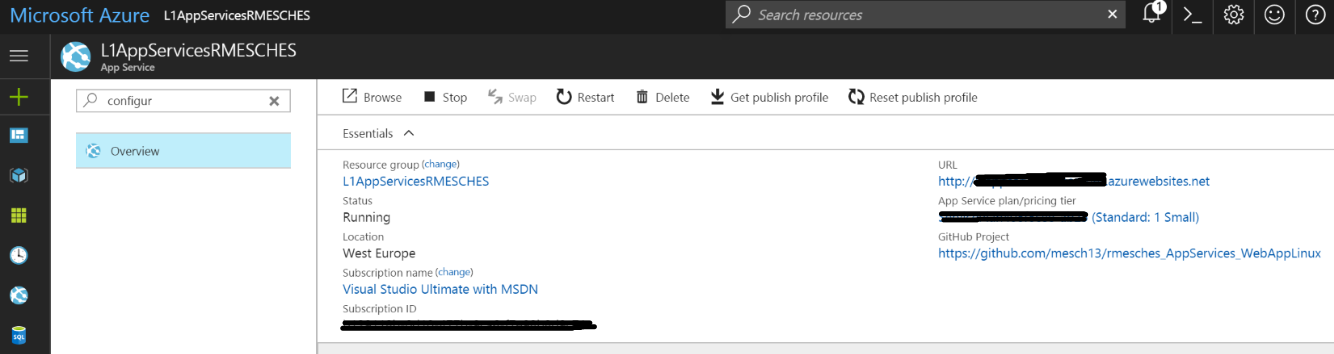 Microsoft Azure L1AppServicesRMESCHES
Search resources
1
L1AppServicesRMESCHES
App Service
configur
Overview
Browse Stop Swap Restart Delete Get publish profile Reset publish profile
Essentials
Resource group (change)
L1AppServicesRMESCHES
Status
Running
Location
West Europe
Subscription name (change)
Visual Studio Ultimate with MSDN
Subscription ID
URL
http:// .azurewebsites.net
App Service plan/pricing tier
(Standard: 1 Small)
GitHub Project
https://github.com/mesch13/rmesches_AppServices_WebAppLinux
SQL